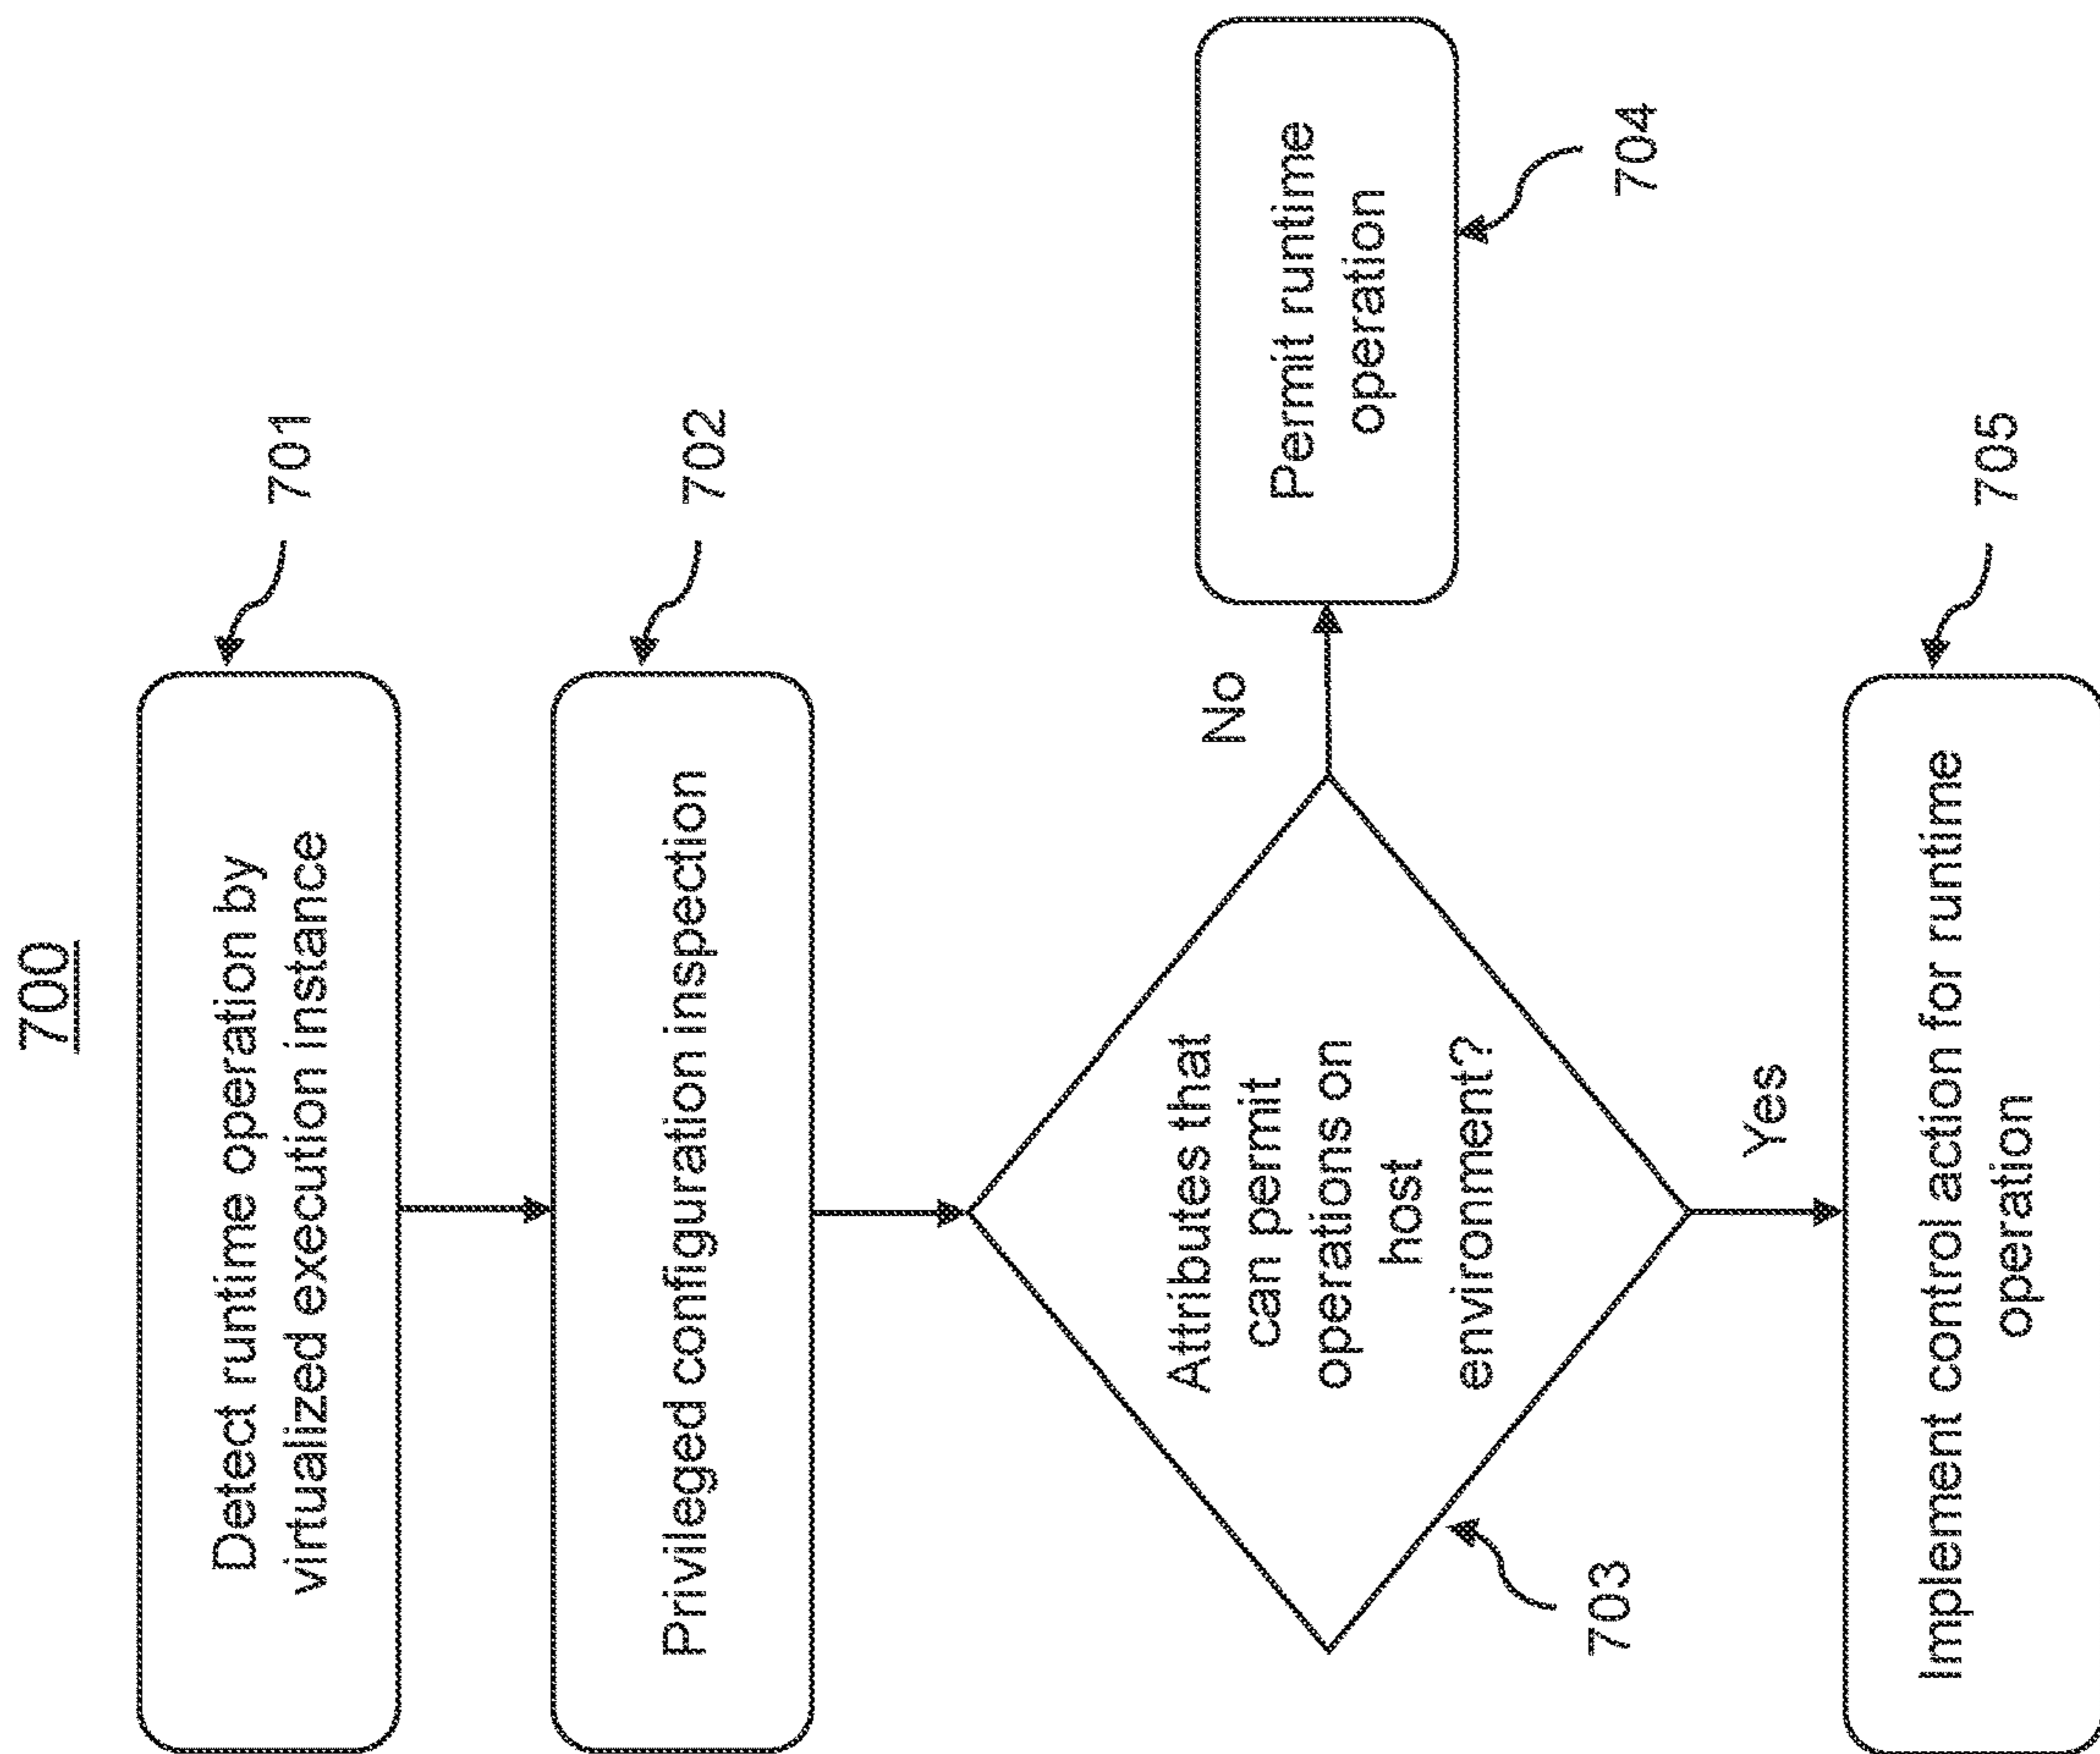 700
Detect runtime operation by
virtualized execution instance
701
Privileged configuration inspection
702
Attributes that
can permit
operations on
host
environment?
703
No
Permit runtime
operation
704
Yes
Implement control action for runtime
operation
705